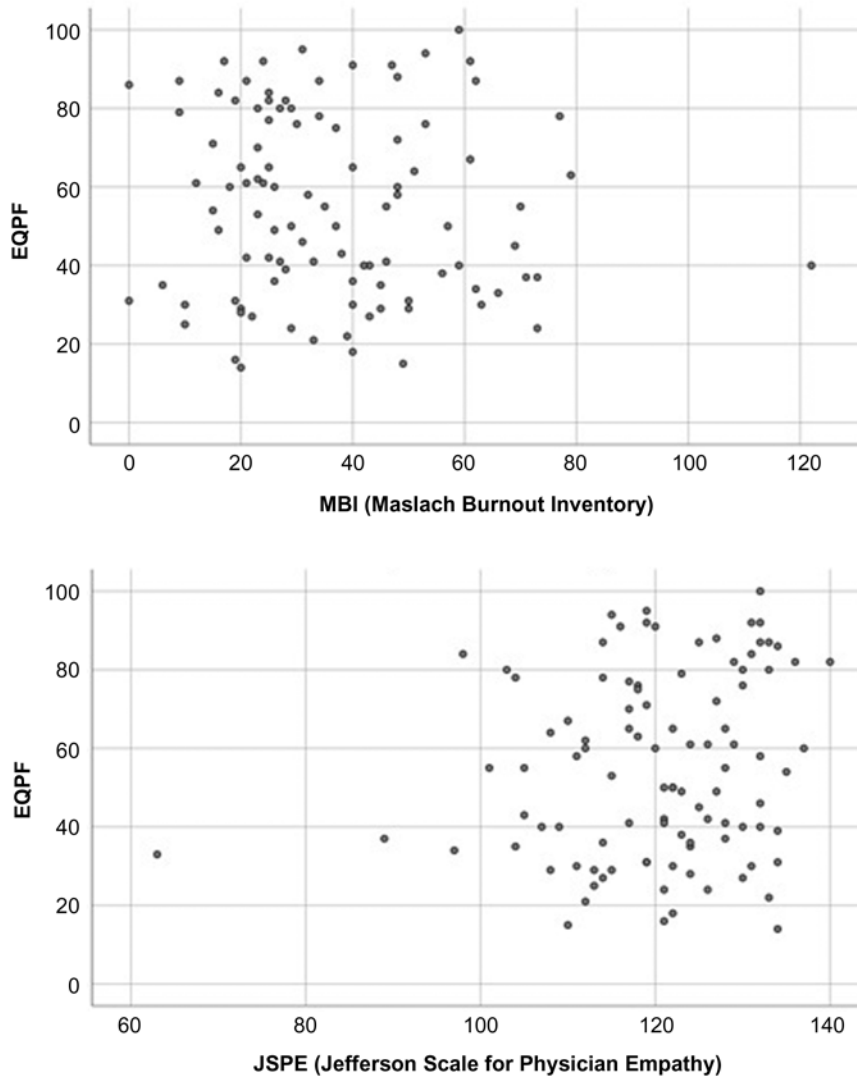 100
80
60
40
20
0
EQPF
0 20 40 60 80 100 120
MBI (Maslach Burnout Inventory)
100
80
60
40
20
0
EQPF
60 80 100 120 140
JSPE (Jefferson Scale for Physician Empathy)